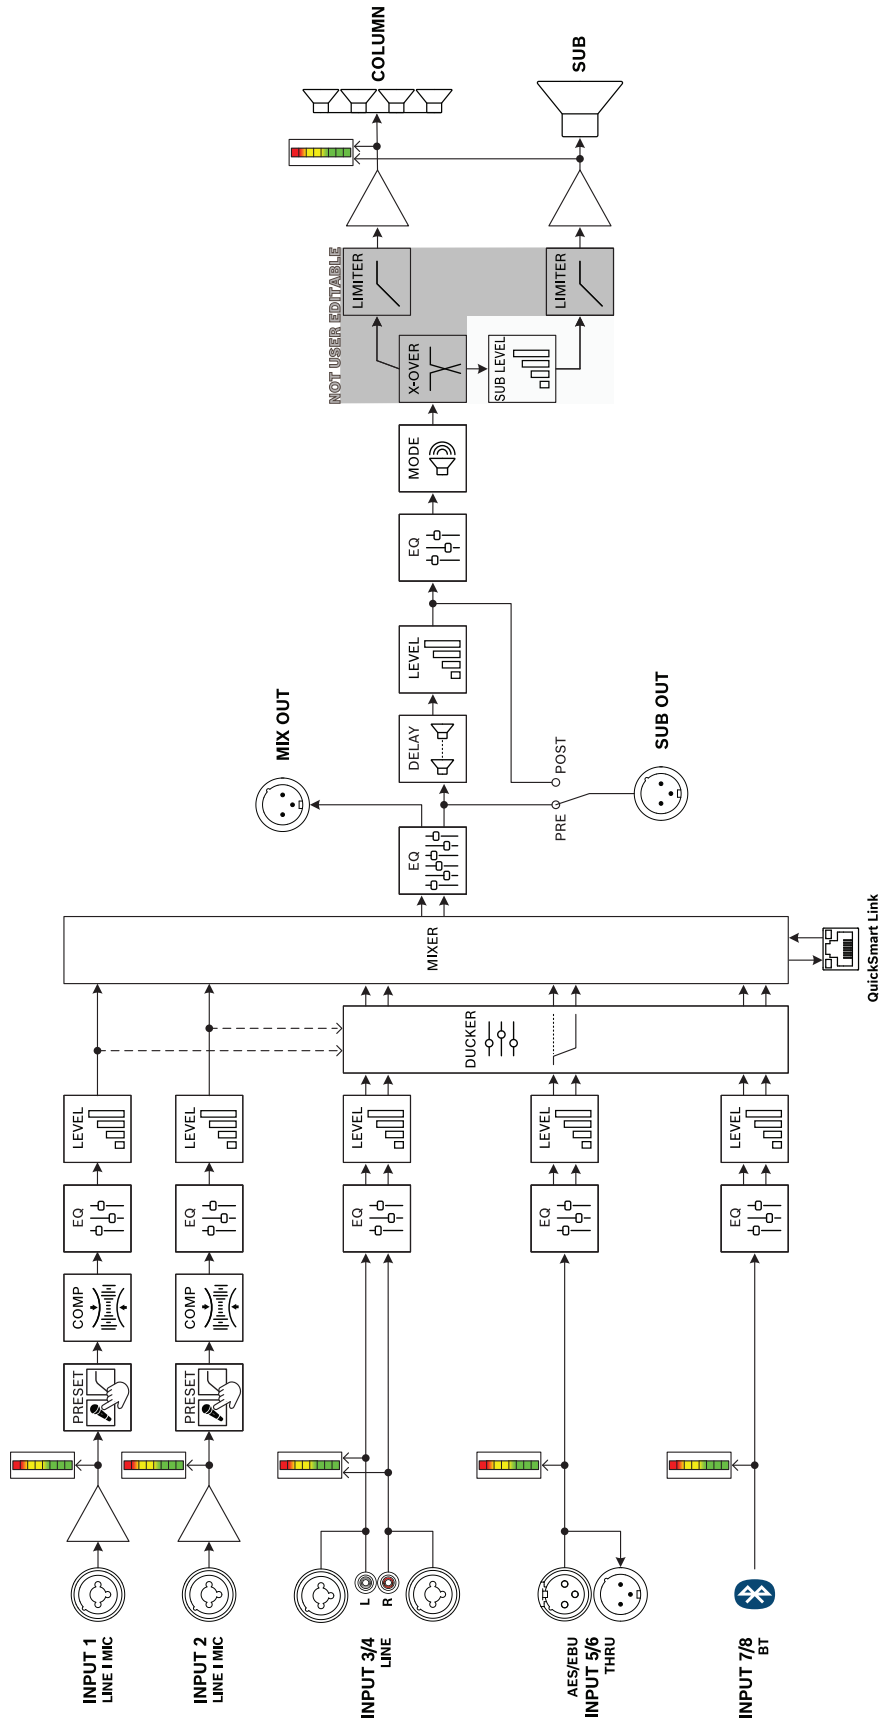 INPUT 1
LINE I MIC
PRESET
COMP
EQ
LEVEL
INPUT 2
LINE I MIC
PRESET
COMP
EQ
LEVEL
INPUT 3/4
LINE
L
R
EQ
LEVEL
AES/EBU
INPUT 5/6
THRU
EQ
LEVEL
INPUT 7/8
BT
EQ
LEVEL
DUCKER
MIXER
QuickSmart Link
EQ
MIX OUT
PRE
POST
SUB OUT
DELAY
LEVEL
EQ
MODE
NOT USER EDITABLE
X-OVER
LIMITER
SUB LEVEL
LIMITER
COLUMN
SUB